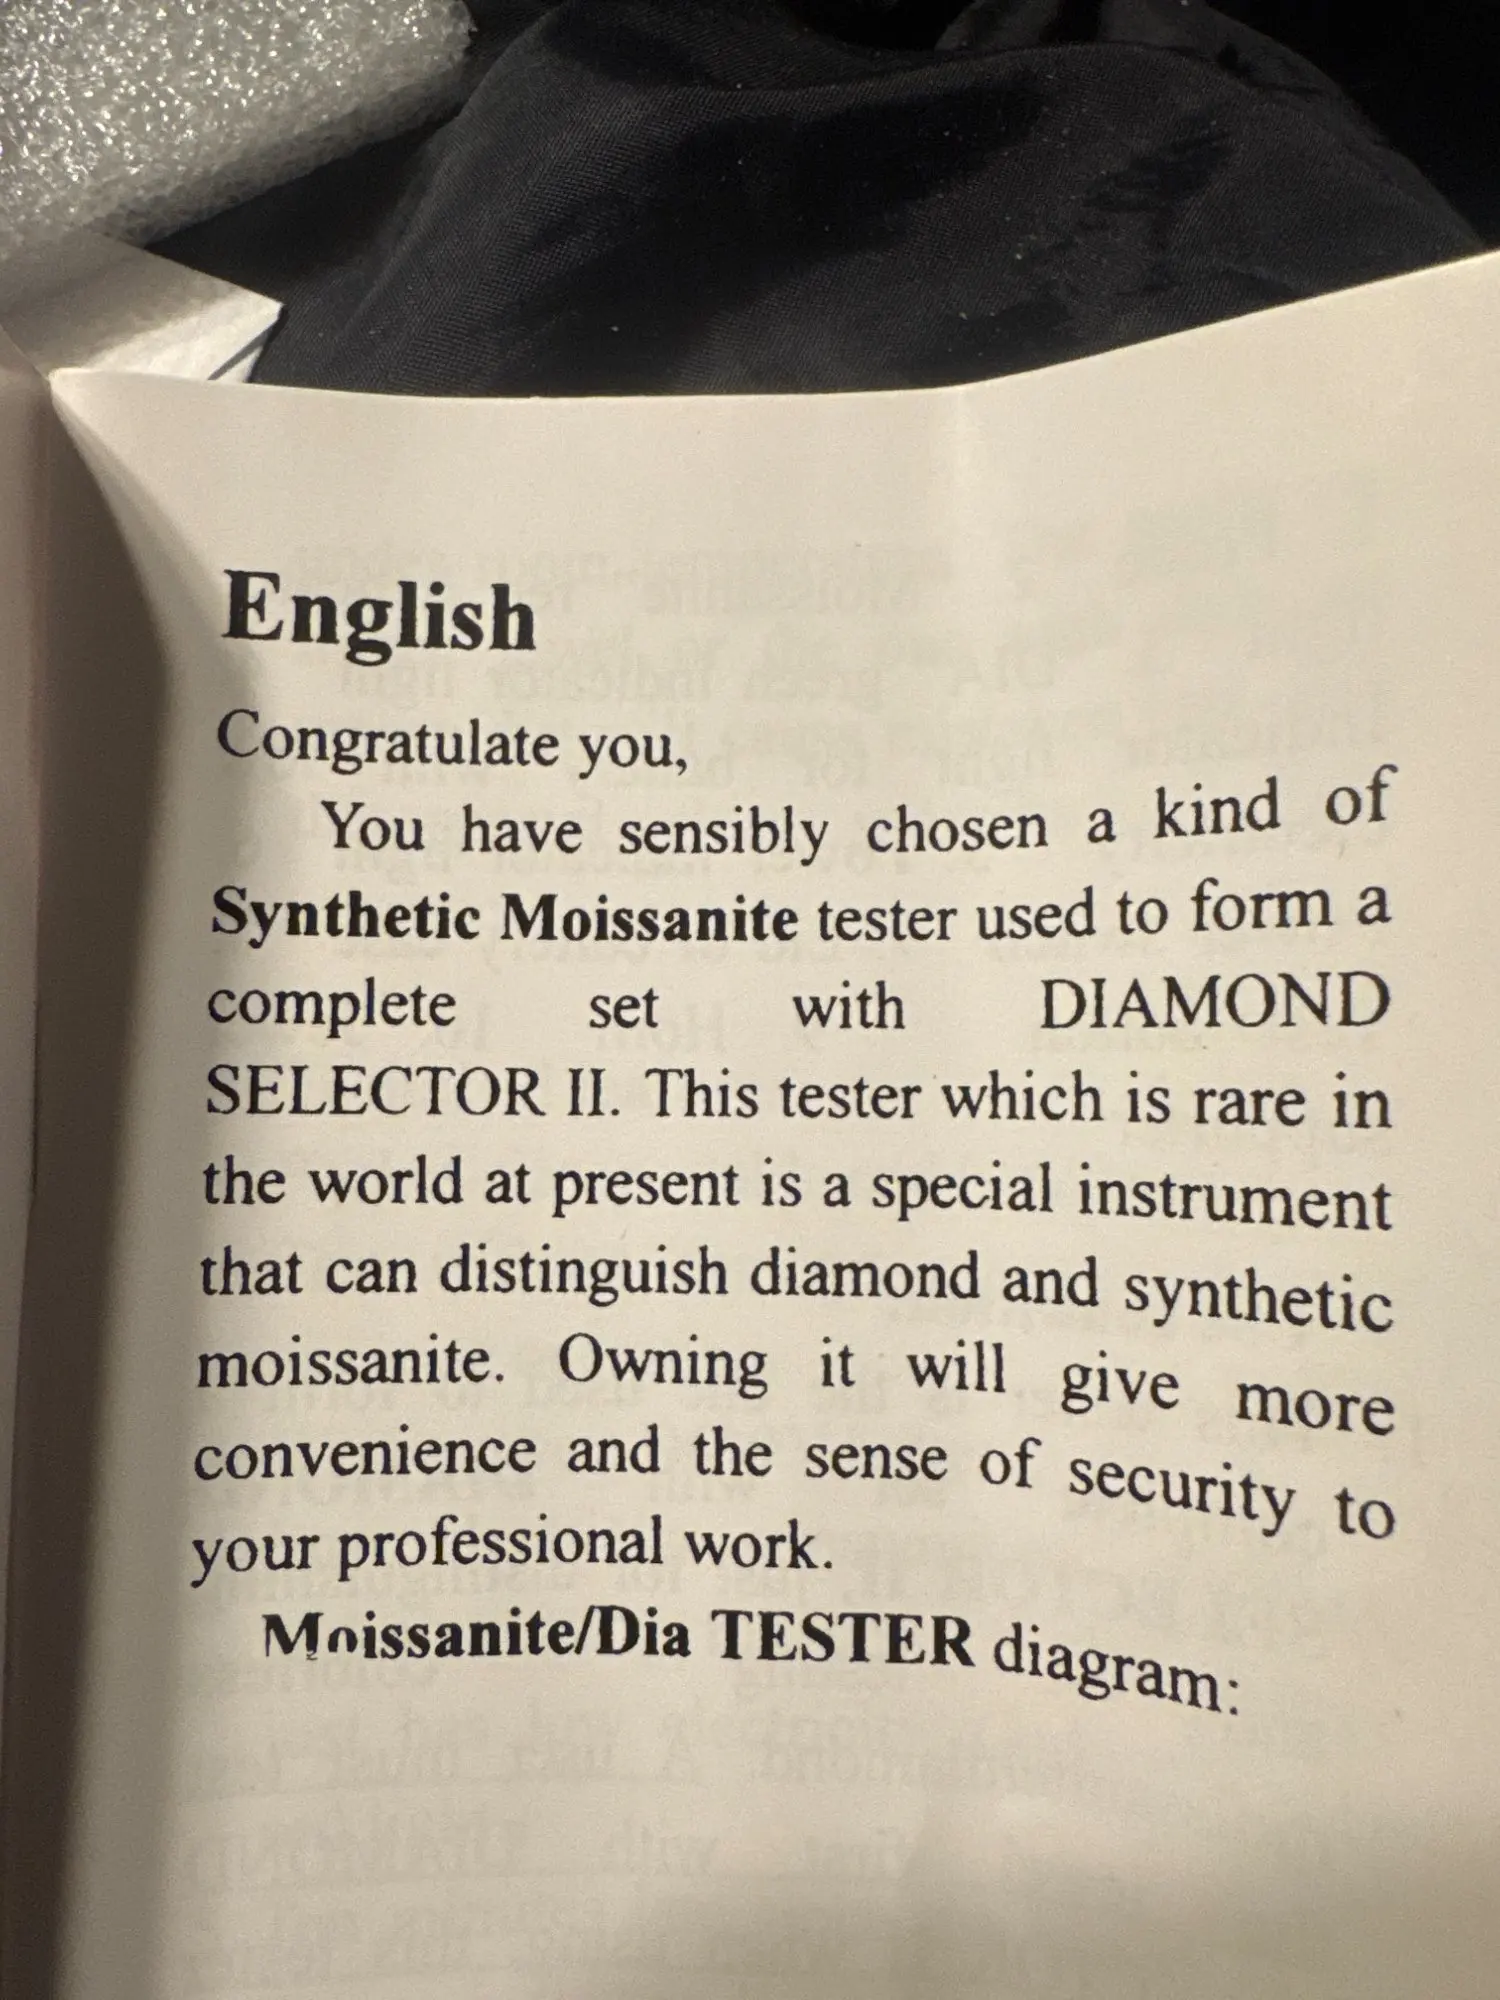 English
Congratulate you,
You have sensibly chosen a kind of
Synthetic Moissanite tester used to form a
complete set with DIAMOND
SELECTOR II. This tester which is rare in
the world at present is a special instrument
that can distinguish diamond and synthetic
moissanite. Owning it will give more
convenience and the sense of security to
your professional work.
Moissanite/Dia TESTER diagram: